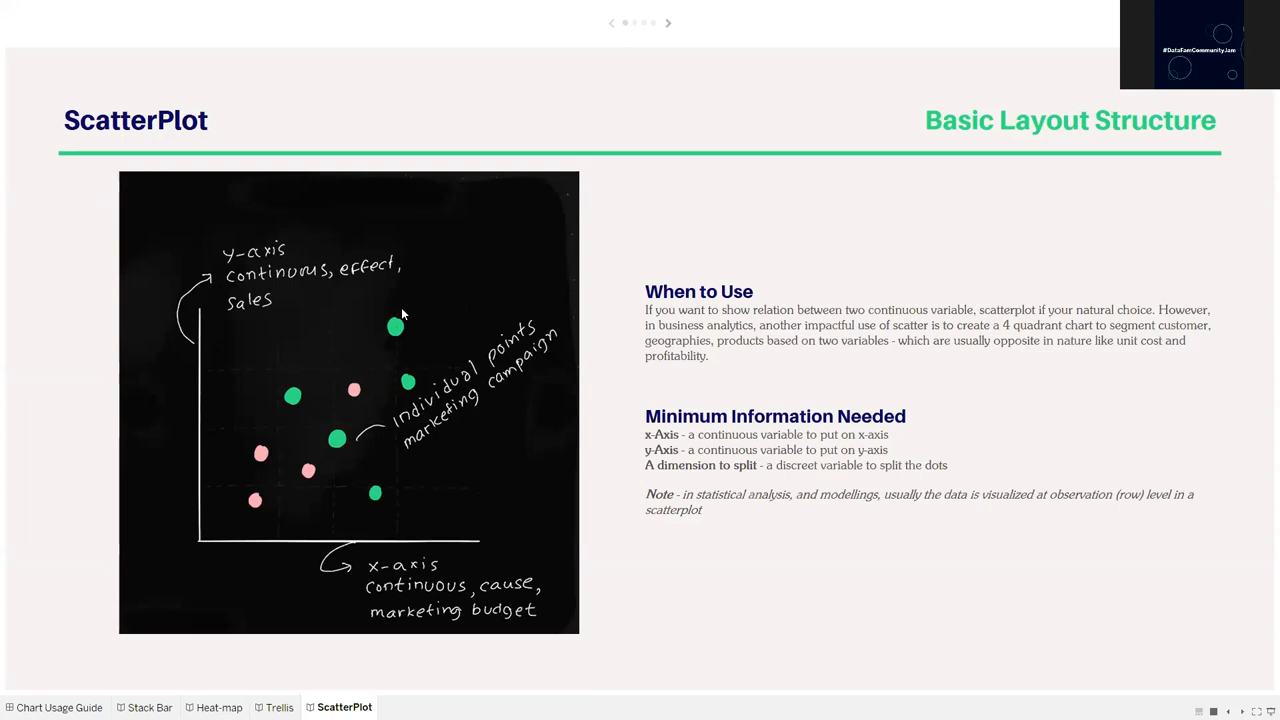 #DataFamCommunityJam
ScatterPlot
Basic Layout Structure
y-axis
continuous, effect,
sales
individual points
marketing campaign
x-axis
continuous, cause,
marketing budget
When to Use
If you want to show relation between two continuous variable, scatterplot if your natural choice. However,
in business analytics, another impactful use of scatter is to create a 4 quadrant chart to segment customer,
geographies, products based on two variables - which are usually opposite in nature like unit cost and
profitability.
Minimum Information Needed
x-Axis - a continuous variable to put on x-axis
y-Axis - a continuous variable to put on y-axis
A dimension to split - a discreet variable to split the dots
Note - in statistical analysis, and modellings, usually the data is visualized at observation (row) level in a
scatterplot
Chart Usage Guide
Stack Bar
Heat-map
Trellis
ScatterPlot